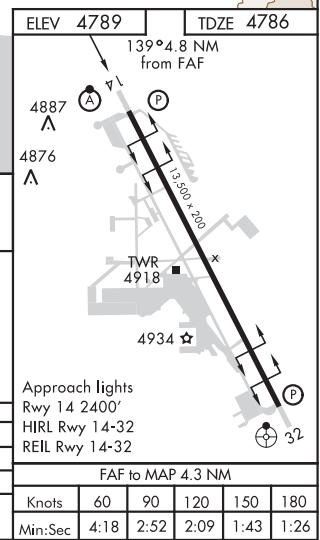 ELEV 4789
TDZE 4786
139° 4.8 NM
from FAF
14
A
P
4887
4876
13,500 x 200
TWR
4918
x
4934
Approach lights
Rwy 14 2400'
HIRL Rwy 14-32
REIL Rwy 14-32
P
32
FAF to MAP 4.3 NM
Knots 60 90 120 150 180
Min:Sec 4:18 2:52 2:09 1:43 1:26